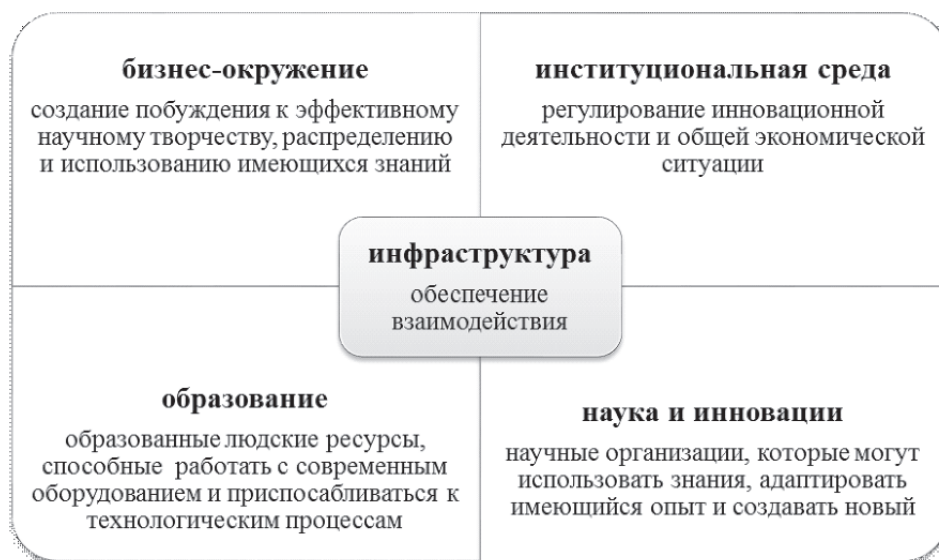 бизнес-окружение
создание побуждения к эффективному
научному творчеству, распределению
и использованию имеющихся знаний
институциональная среда
регулирование инновационной
деятельности и общей экономической
ситуации
инфраструктура
обеспечение
взаимодействия
образование
образованные людские ресурсы,
способные работать с современным
оборудованием и приспосабливаться к
технологическим процессам
наука и инновации
научные организации, которые могут
использовать знания, адаптировать
имеющийся опыт и создавать новый